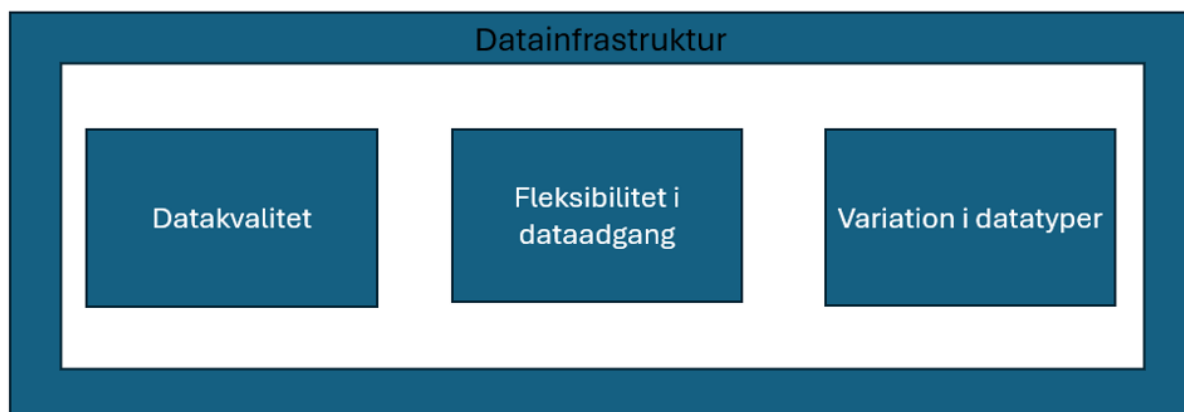 Datainfrastruktur
Datakvalitet
Fleksibilitet i
dataadgang
Variation i datatyper